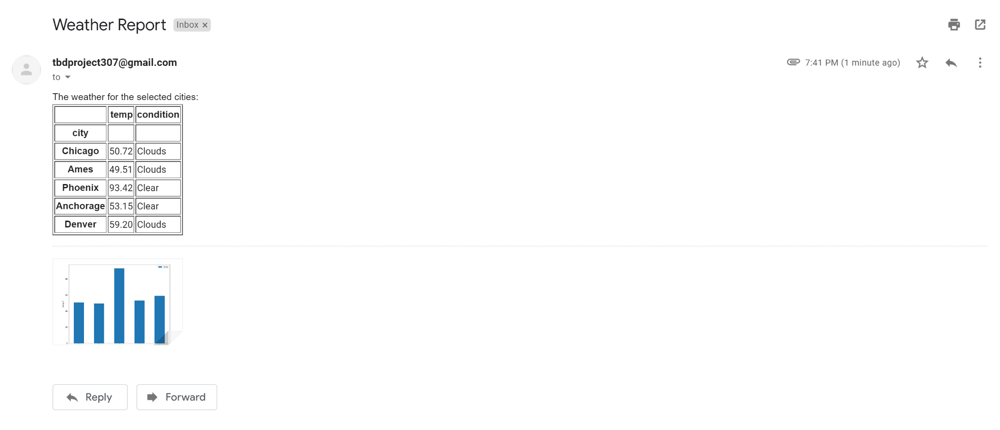 Weather Report Inbox ×
tbdproject307@gmail.com
7:41 PM (1 minute ago)
to
The weather for the selected cities:
temp condition
city
Chicago 50.72 Clouds
Ames 49.51 Clouds
Phoenix 93.42 Clear
Anchorage 53.15 Clear
Denver 59.20 Clouds
Reply Forward